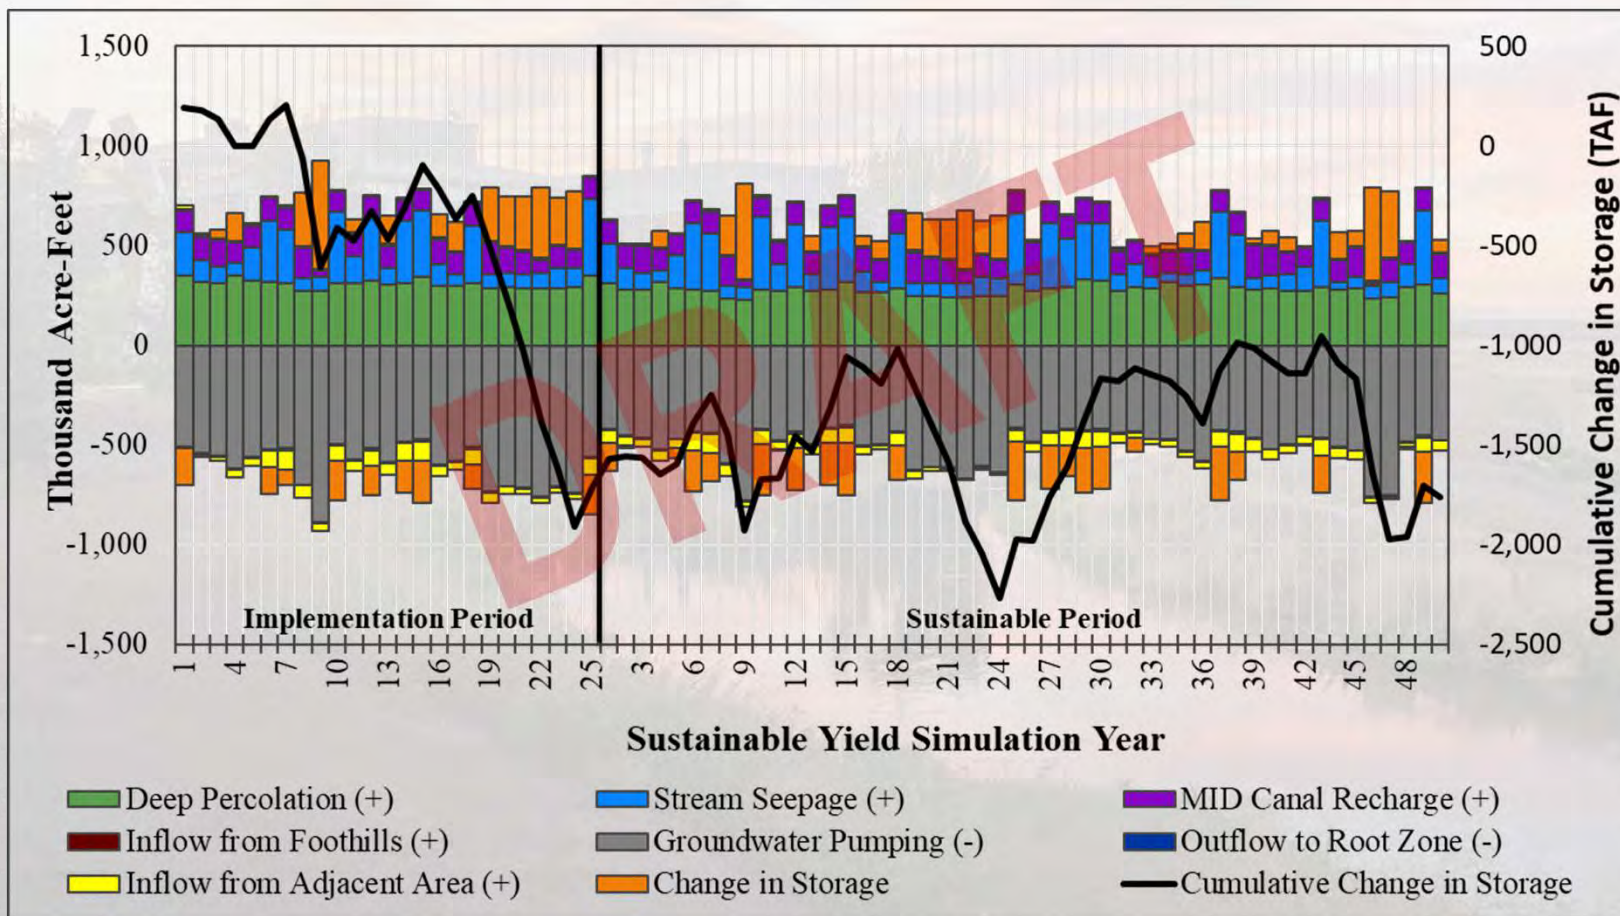 1,500
1,000
500
0
-500
-1,000
-1,500
Thousand Acre-Feet
500
0
-500
-1,000
-1,500
-2,000
-2,500
Cumulative Change in Storage (TAF)
DRAFT
Implementation Period
Sustainable Period
1 4 7 10 13 16 19 22 25 3 6 9 12 15 18 21 24 27 30 33 36 39 42 45 48
Sustainable Yield Simulation Year
Deep Percolation (+) Stream Seepage (+) MID Canal Recharge (+)
Inflow from Foothills (+) Groundwater Pumping (-) Outflow to Root Zone (-)
Inflow from Adjacent Area (+) Change in Storage Cumulative Change in Storage